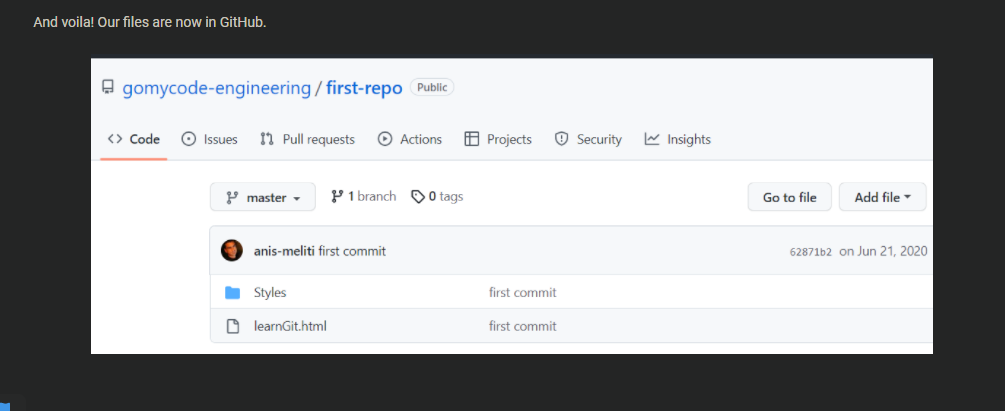 And voila! Our files are now in GitHub.
gomycode-engineering / first-repo Public
Code Issues Pull requests Actions Projects Security Insights
master 1 branch 0 tags Go to file Add file
anis-meliti first commit 62871b2 on Jun 21, 2020
Styles first commit
learnGit.html first commit